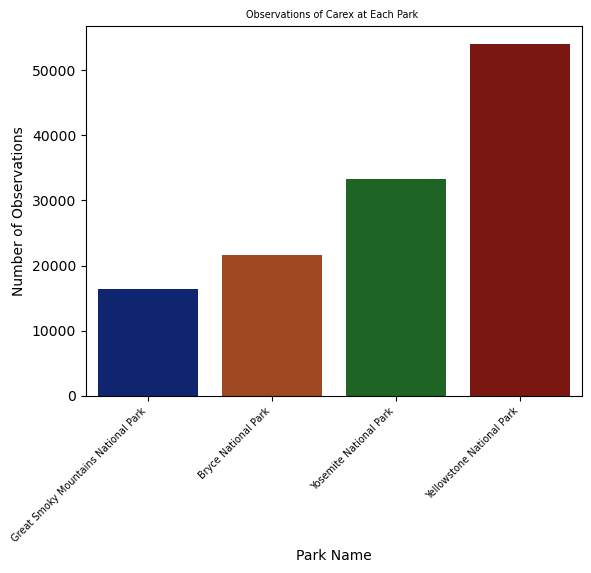 Observations of Carex at Each Park
Number of Observations
50000
40000
30000
20000
10000
0
Great Smoky Mountains National Park
Bryce National Park
Yosemite National Park
Yellowstone National Park
Park Name